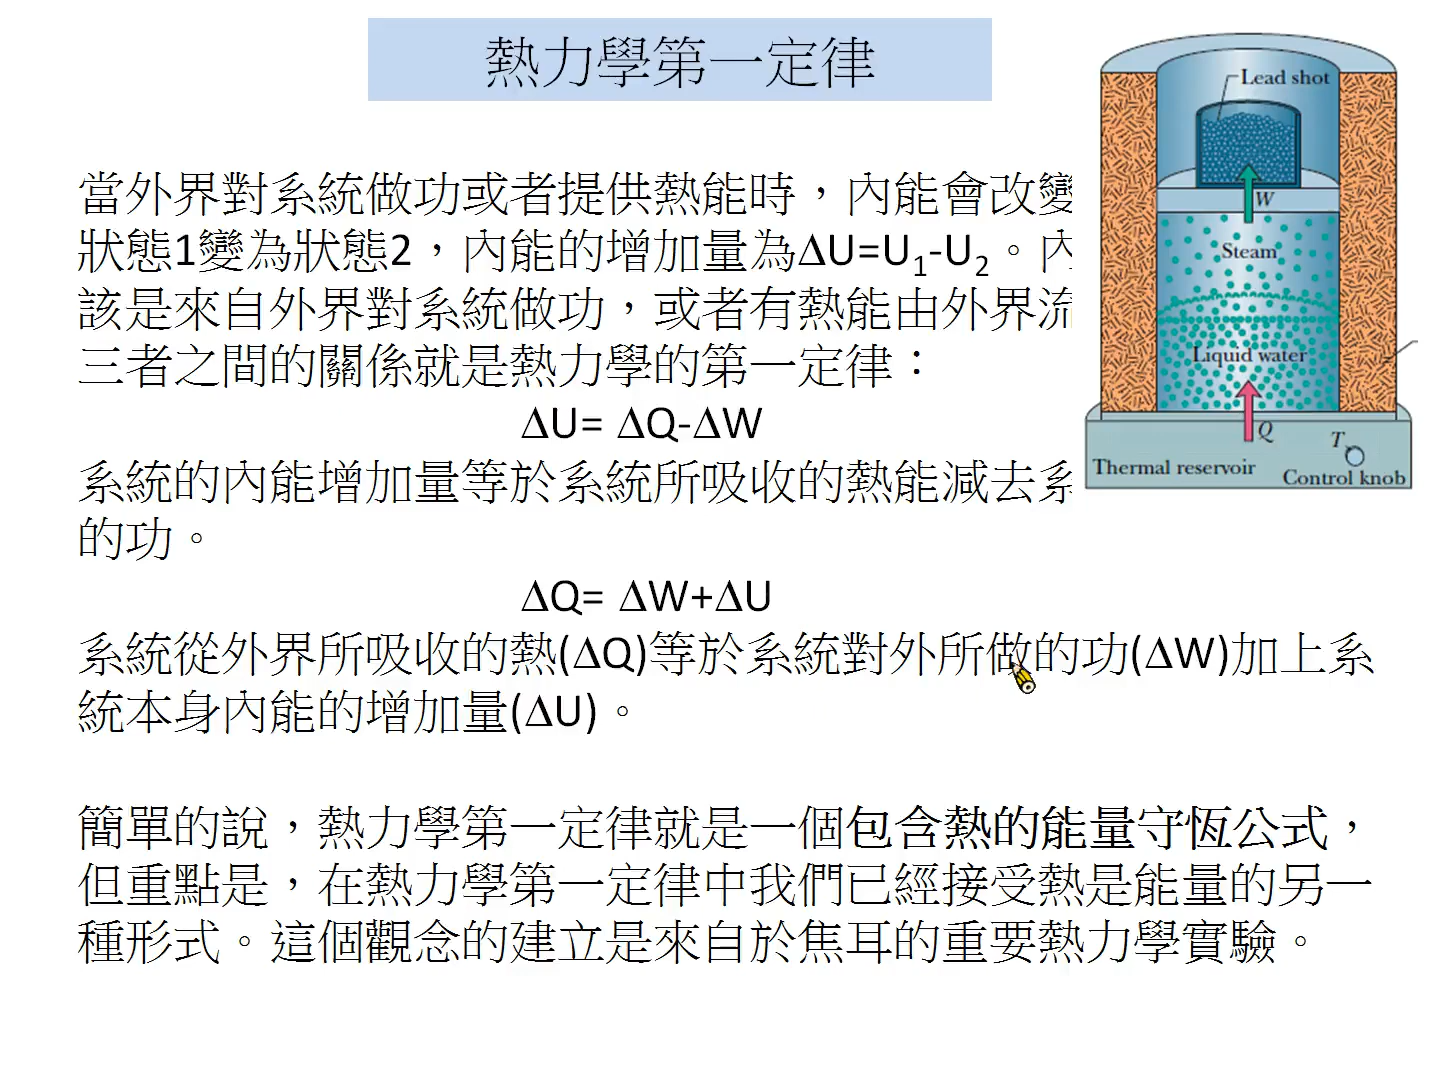 熱力學第一定律
當外界對系統做功或者提供熱能時，內能會改變
狀態1變為狀態2，內能的增加量為ΔU=U₁-U₂。內
該是來自外界對系統做功，或者有熱能由外界流
三者之間的關係就是熱力學的第一定律：
ΔU= ΔQ-ΔW
系統的內能增加量等於系統所吸收的熱能減去系
的功。
ΔQ= ΔW+ΔU
系統從外界所吸收的熱(ΔQ)等於系統對外所做的功(ΔW)加上系
統本身內能的增加量(ΔU)。
簡單的說，熱力學第一定律就是一個包含熱的能量守恆公式，
但重點是，在熱力學第一定律中我們已經接受熱是能量的另一
種形式。這個觀念的建立是來自於焦耳的重要熱力學實驗。
Lead shot
W
Steam
Liquid water
Q
T
Thermal reservoir
Control knob